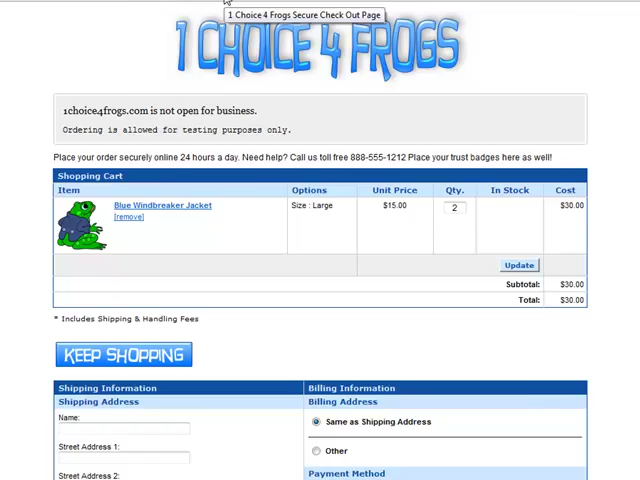 1 Choice 4 Frogs Secure Check Out Page
1 CHOICE 4 FROGS
1choice4frogs.com is not open for business.
Ordering is allowed for testing purposes only.
Place your order securely online 24 hours a day. Need help? Call us toll free 888-555-1212 Place your trust badges here as well!
Shopping Cart
Item Options Unit Price Qty. In Stock Cost
Blue Windbreaker Jacket Size : Large $15.00 2 $30.00
[remove]
Update
Subtotal: $30.00
Total: $30.00
* Includes Shipping & Handling Fees
KEEP SHOPPING
Shipping Information Billing Information
Shipping Address Billing Address
Name: Same as Shipping Address
Street Address 1: Other
Street Address 2: Payment Method